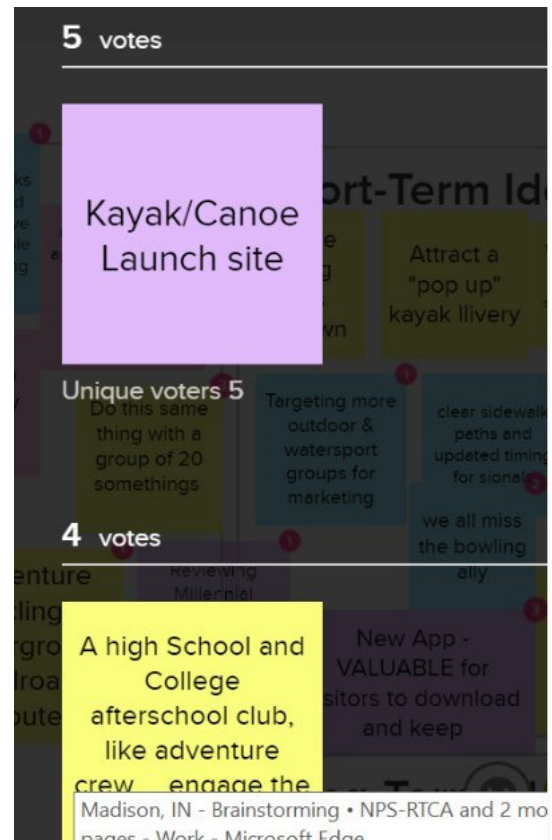 5 votes
Kayak/Canoe
Launch site
Unique voters 5
ort-Term Id
Attract a
"pop up"
kayak llivery
Do this same
thing with a
group of 20
somethings
Targeting more
outdoor &
watersport
groups for
marketing
clear sidewalk
paths and
updated timing
for sionals
we all miss
the bowling
ally
4 votes
Reviewing
Millennial
A high School and
College
afterschool club,
like adventure
crew engage the
New App -
VALUABLE for
sitors to download
and keep
Madison, IN - Brainstorming • NPS-RTCA and 2 mo
pages - Work - Microsoft Edge